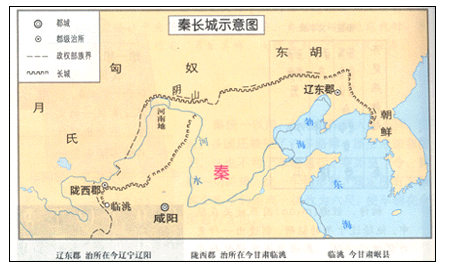 秦长城示意图
都城
郡级治所
政权部族界
长城
匈 奴
东 胡
月 氏
阴 山
河南地
辽东郡
朝 鲜
渤 海
河 水
秦
陇西郡
临洮
咸阳
东 海
辽东郡 治所在今辽宁辽阳 陇西郡 治所在今甘肃临洮 临洮 今甘肃岷县